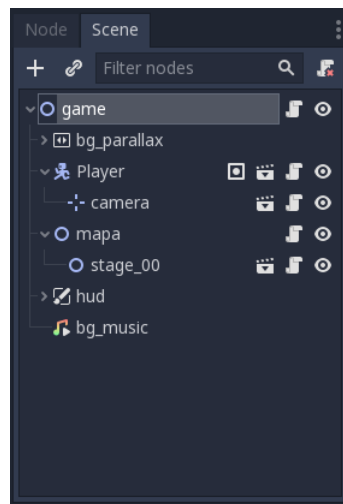 Node Scene
Filter nodes
game
bg_parallax
Player
camera
mapa
stage_00
hud
bg_music